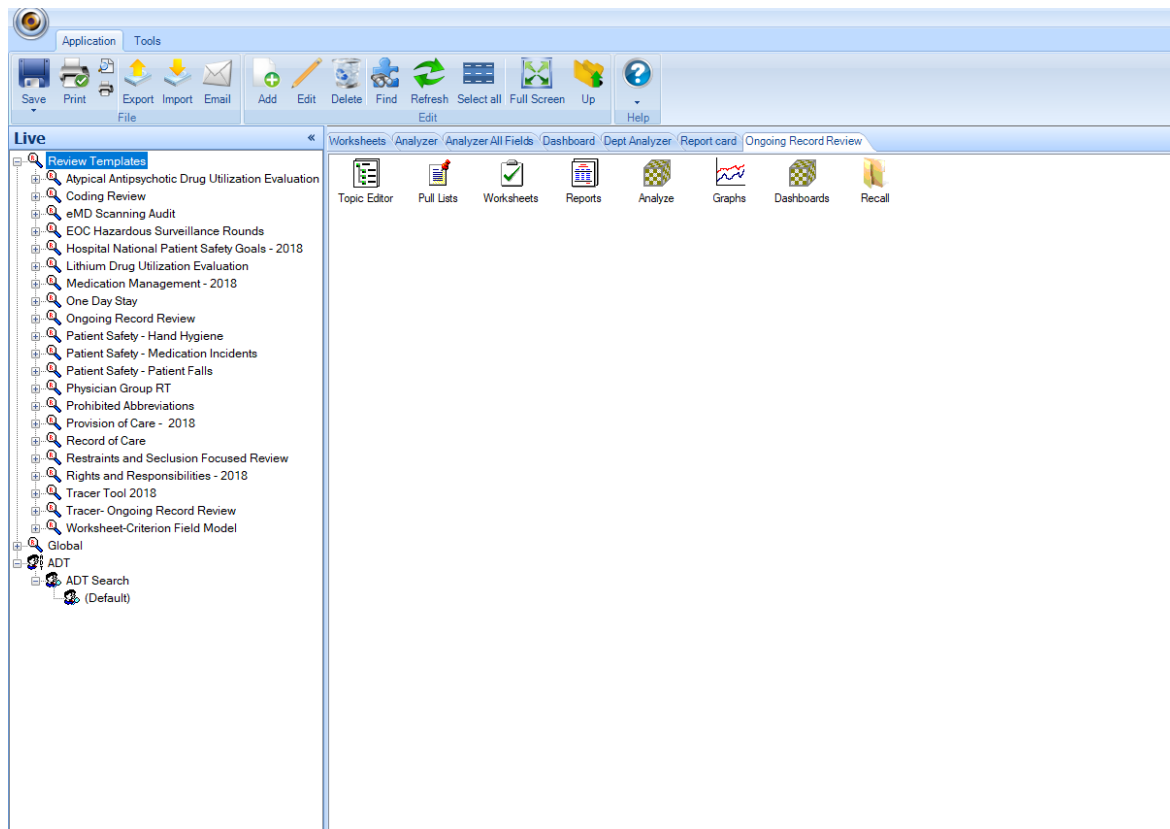 Application Tools
Save Print Export Import Email Add Edit Delete Find Refresh Select all Full Screen Up
File Edit Help
Live «
Worksheets Analyzer Analyzer All Fields Dashboard Dept Analyzer Report card Ongoing Record Review
Review Templates
Atypical Antipsychotic Drug Utilization Evaluation
Coding Review
eMD Scanning Audit
EOC Hazardous Surveillance Rounds
Hospital National Patient Safety Goals - 2018
Lithium Drug Utilization Evaluation
Medication Management - 2018
One Day Stay
Ongoing Record Review
Patient Safety - Hand Hygiene
Patient Safety - Medication Incidents
Patient Safety - Patient Falls
Physician Group RT
Prohibited Abbreviations
Provision of Care - 2018
Record of Care
Restraints and Seclusion Focused Review
Rights and Responsibilities - 2018
Tracer Tool 2018
Tracer- Ongoing Record Review
Worksheet-Criterion Field Model
Global
ADT
ADT Search
(Default)
Topic Editor Pull Lists Worksheets Reports Analyze Graphs Dashboards Recall